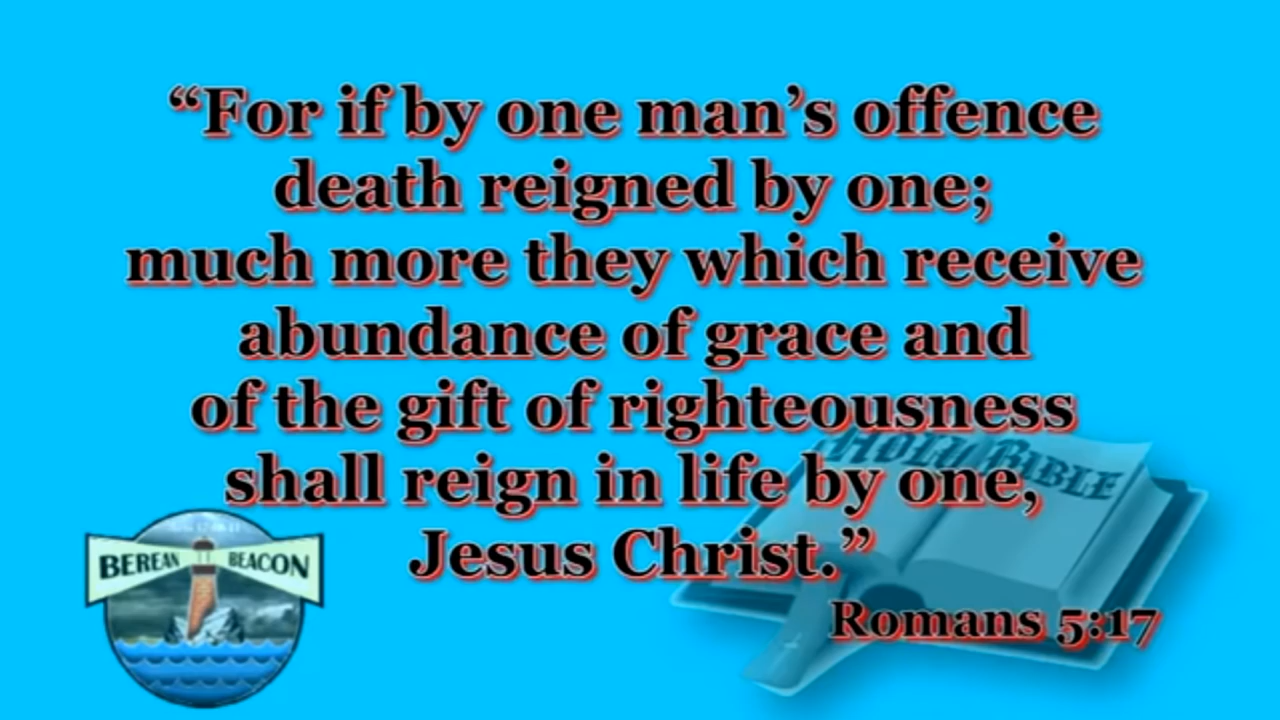 “For if by one man’s offence
death reigned by one;
much more they which receive
abundance of grace and
of the gift of righteousness
shall reign in life by one,
Jesus Christ.”
Romans 5:17
HOLY BIBLE
BEREAN BEACON